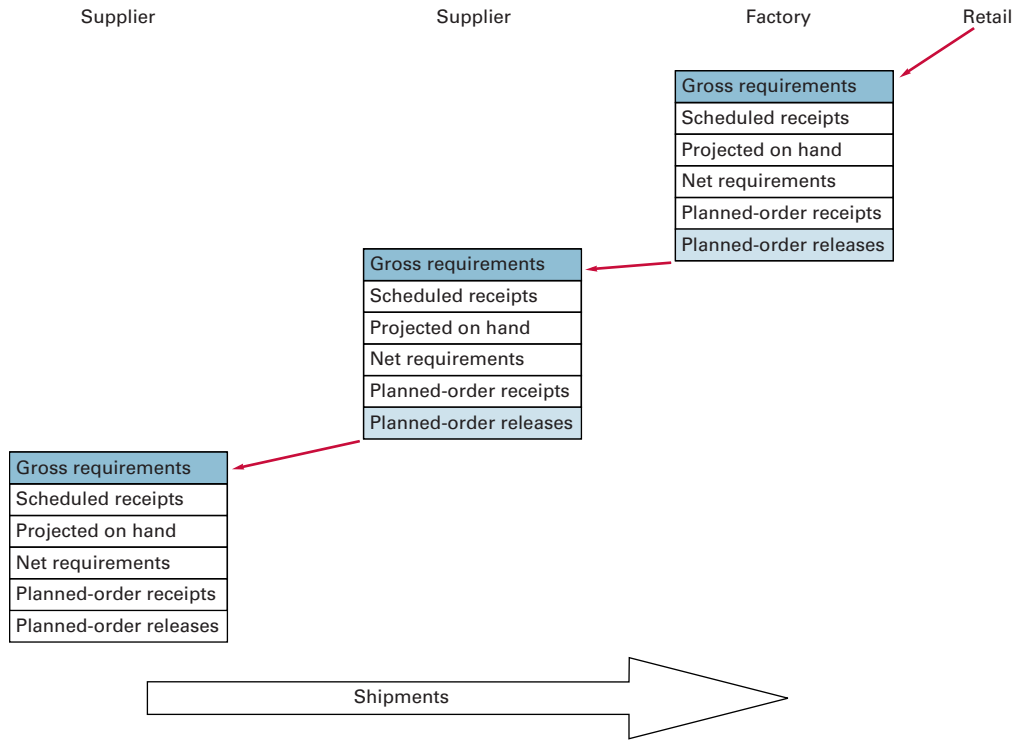 Supplier
Supplier
Factory
Retail
Gross requirements
Scheduled receipts
Projected on hand
Net requirements
Planned-order receipts
Planned-order releases
Gross requirements
Scheduled receipts
Projected on hand
Net requirements
Planned-order receipts
Planned-order releases
Gross requirements
Scheduled receipts
Projected on hand
Net requirements
Planned-order receipts
Planned-order releases
Shipments